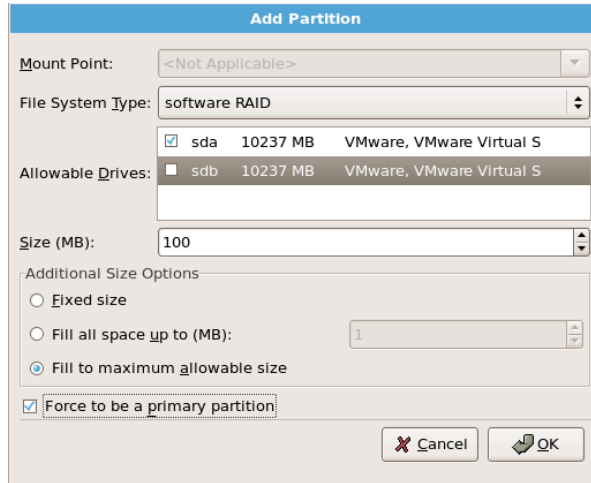 Add Partition
Mount Point: <Not Applicable>
File System Type: software RAID
sda 10237 MB VMware, VMware Virtual S
Allowable Drives: sdb 10237 MB VMware, VMware Virtual S
Size (MB): 100
Additional Size Options
Fixed size
Fill all space up to (MB): 1
Fill to maximum allowable size
Force to be a primary partition
Cancel OK